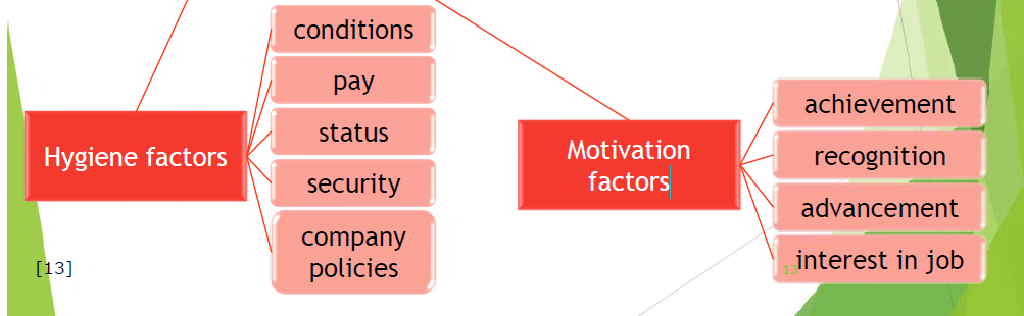 Hygiene factors
conditions
pay
status
security
company
policies
Motivation
factors
achievement
recognition
advancement
interest in job
[13]
13